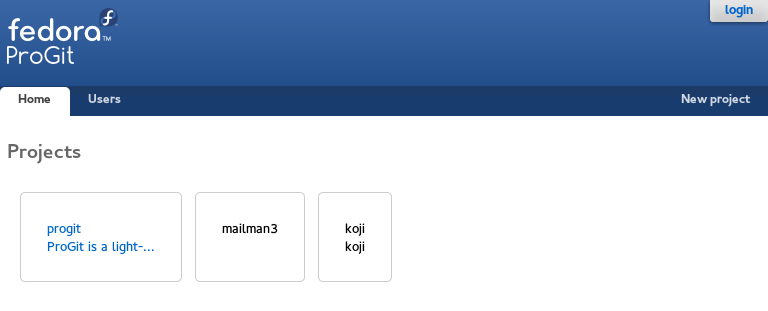 login
fedora™
ProGit
Home Users New project
Projects
progit
ProGit is a light-...
mailman3
koji
koji